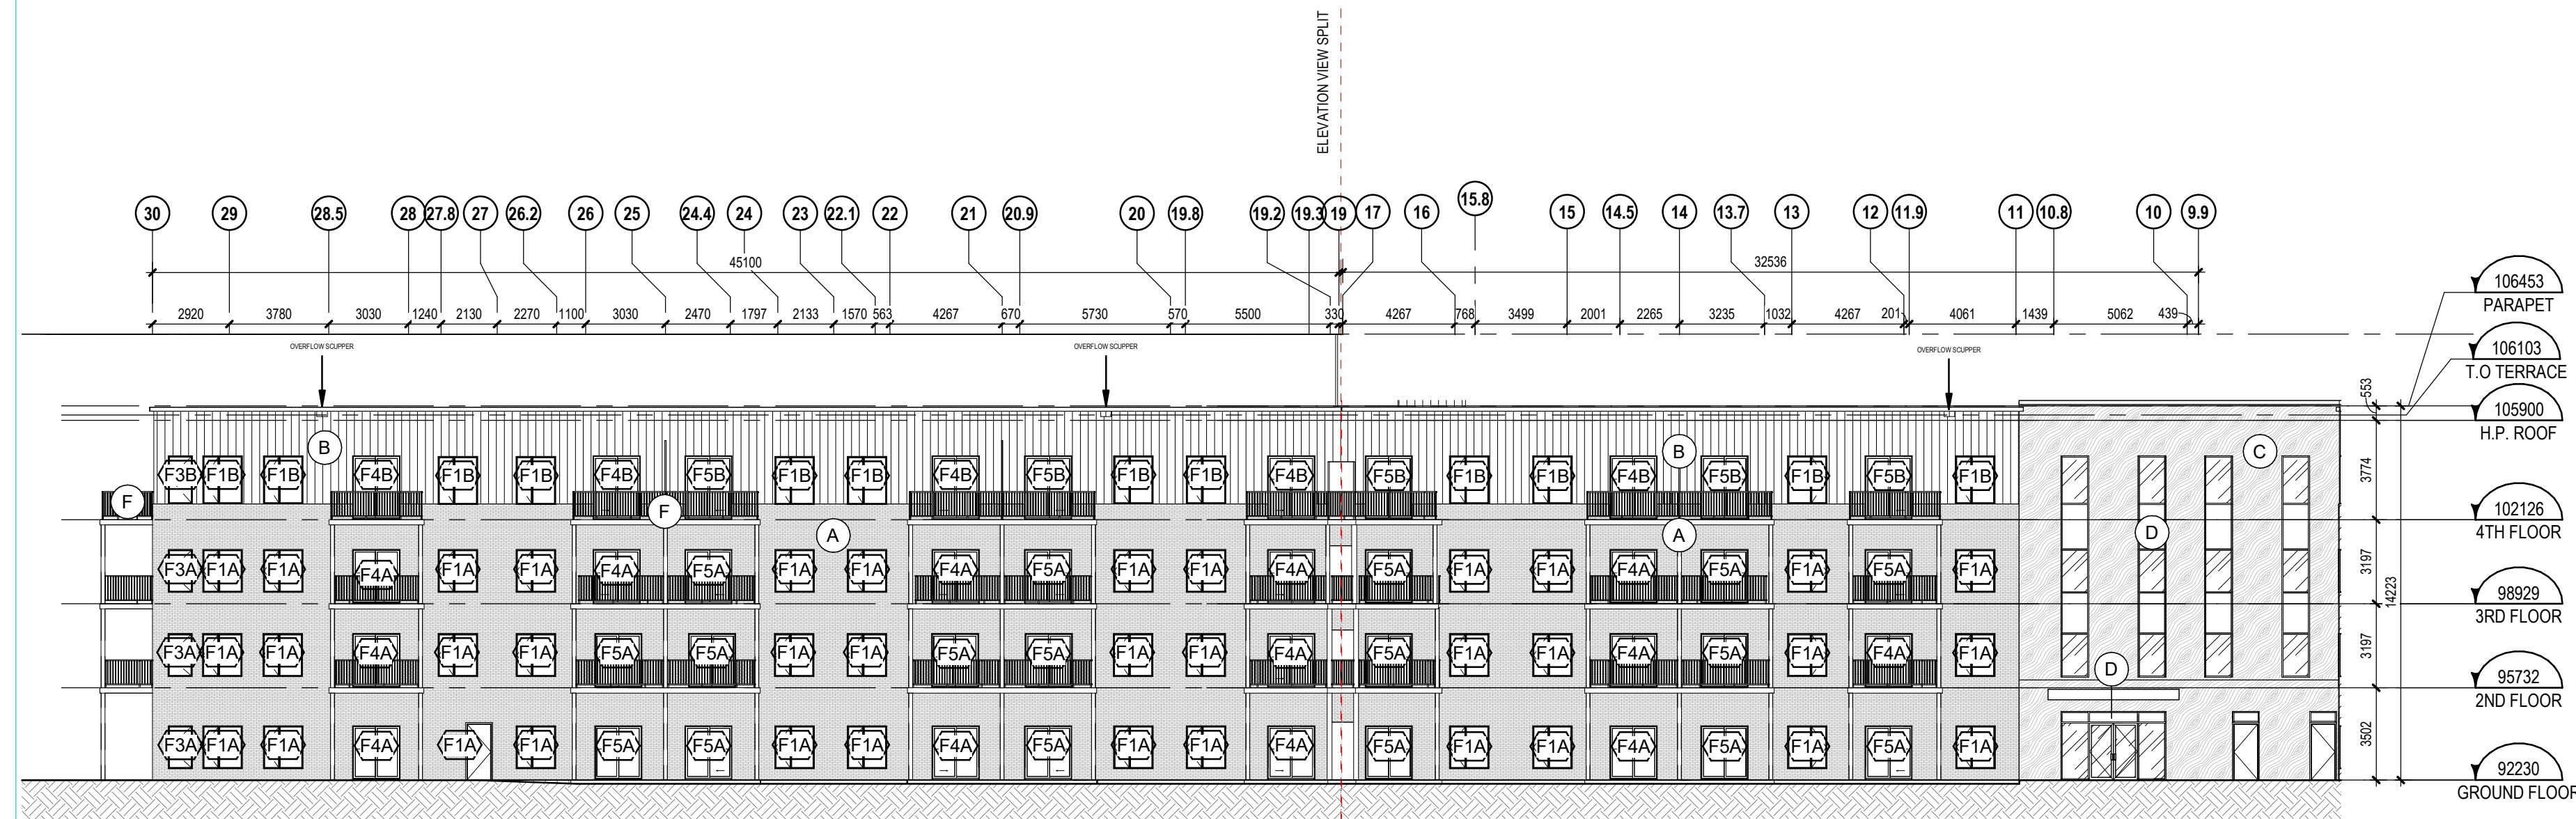 ELEVATION VIEW SPLIT
30 29 28.5 28 27.8 27 26.2 26 25 24.4 24 23 22.1 22 21 20.9 20 19.8 19.2 19.3 19 17 16 15.8 15 14.5 14 13.7 13 12 11.9 11 10.8 10 9.9
45100 32536
2920 3780 3030 1240 2130 2270 1100 3030 2470 1797 2133 1570 563 4267 670 5730 570 5500 330 4267 768 3499 2001 2265 3235 1032 4267 201 4061 1439 5062 439
OVERFLOW SCUPPER OVERFLOW SCUPPER OVERFLOW SCUPPER
106453
PARAPET
106103
T.O TERRACE
553
105900
H.P. ROOF
B B C
F3B F1B F1B F4B F1B F1B F4B F5B F1B F1B F4B F5B F1B F1B F4B F5B F1B F1B F4B F5B F1B F5B F1B
3774
F F
102126
4TH FLOOR
A A D
F3A F1A F1A F4A F1A F1A F4A F5A F1A F1A F4A F5A F1A F1A F4A F5A F1A F1A F4A F5A F1A F5A F1A
3197
14223
98929
3RD FLOOR
F3A F1A F1A F4A F1A F1A F5A F5A F1A F1A F5A F5A F1A F1A F4A F5A F1A F1A F4A F5A F1A F4A F1A
3197
D
95732
2ND FLOOR
F3A F1A F1A F4A F1A F1A F5A F5A F1A F1A F4A F5A F1A F1A F4A F5A F1A F1A F4A F5A F1A F5A F1A
3502
92230
GROUND FLOOR